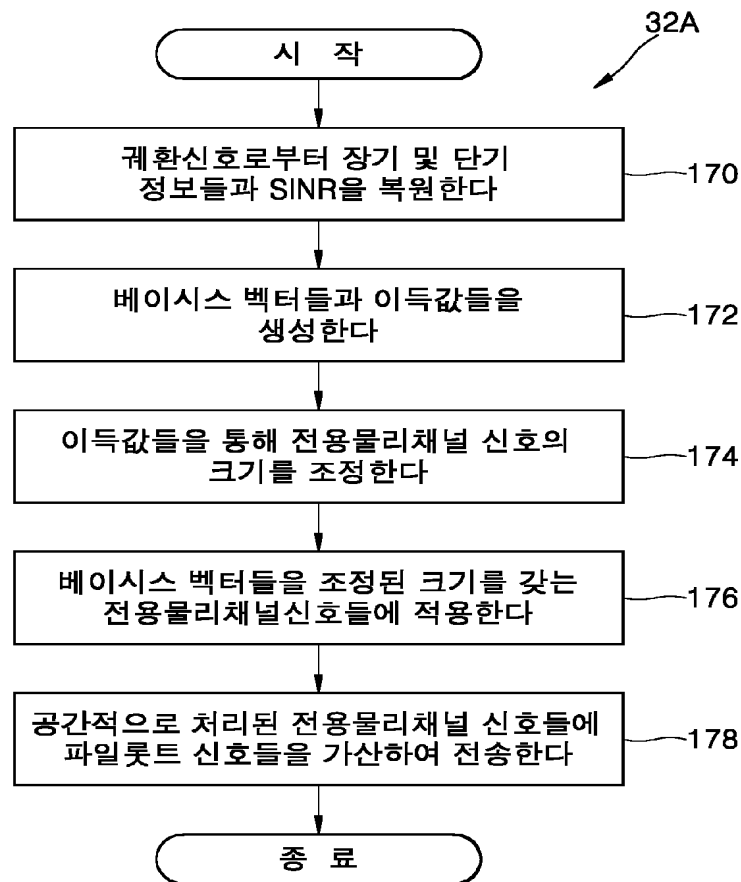 32A
시 작
궤환신호로부터 장기 및 단기
정보들과 SINR을 복원한다
170
베이시스 벡터들과 이득값들을
생성한다
172
이득값들을 통해 전용물리채널 신호의
크기를 조정한다
174
베이시스 벡터들을 조정된 크기를 갖는
전용물리채널신호들에 적용한다
176
공간적으로 처리된 전용물리채널 신호들에
파일롯트 신호들을 가산하여 전송한다
178
종 료